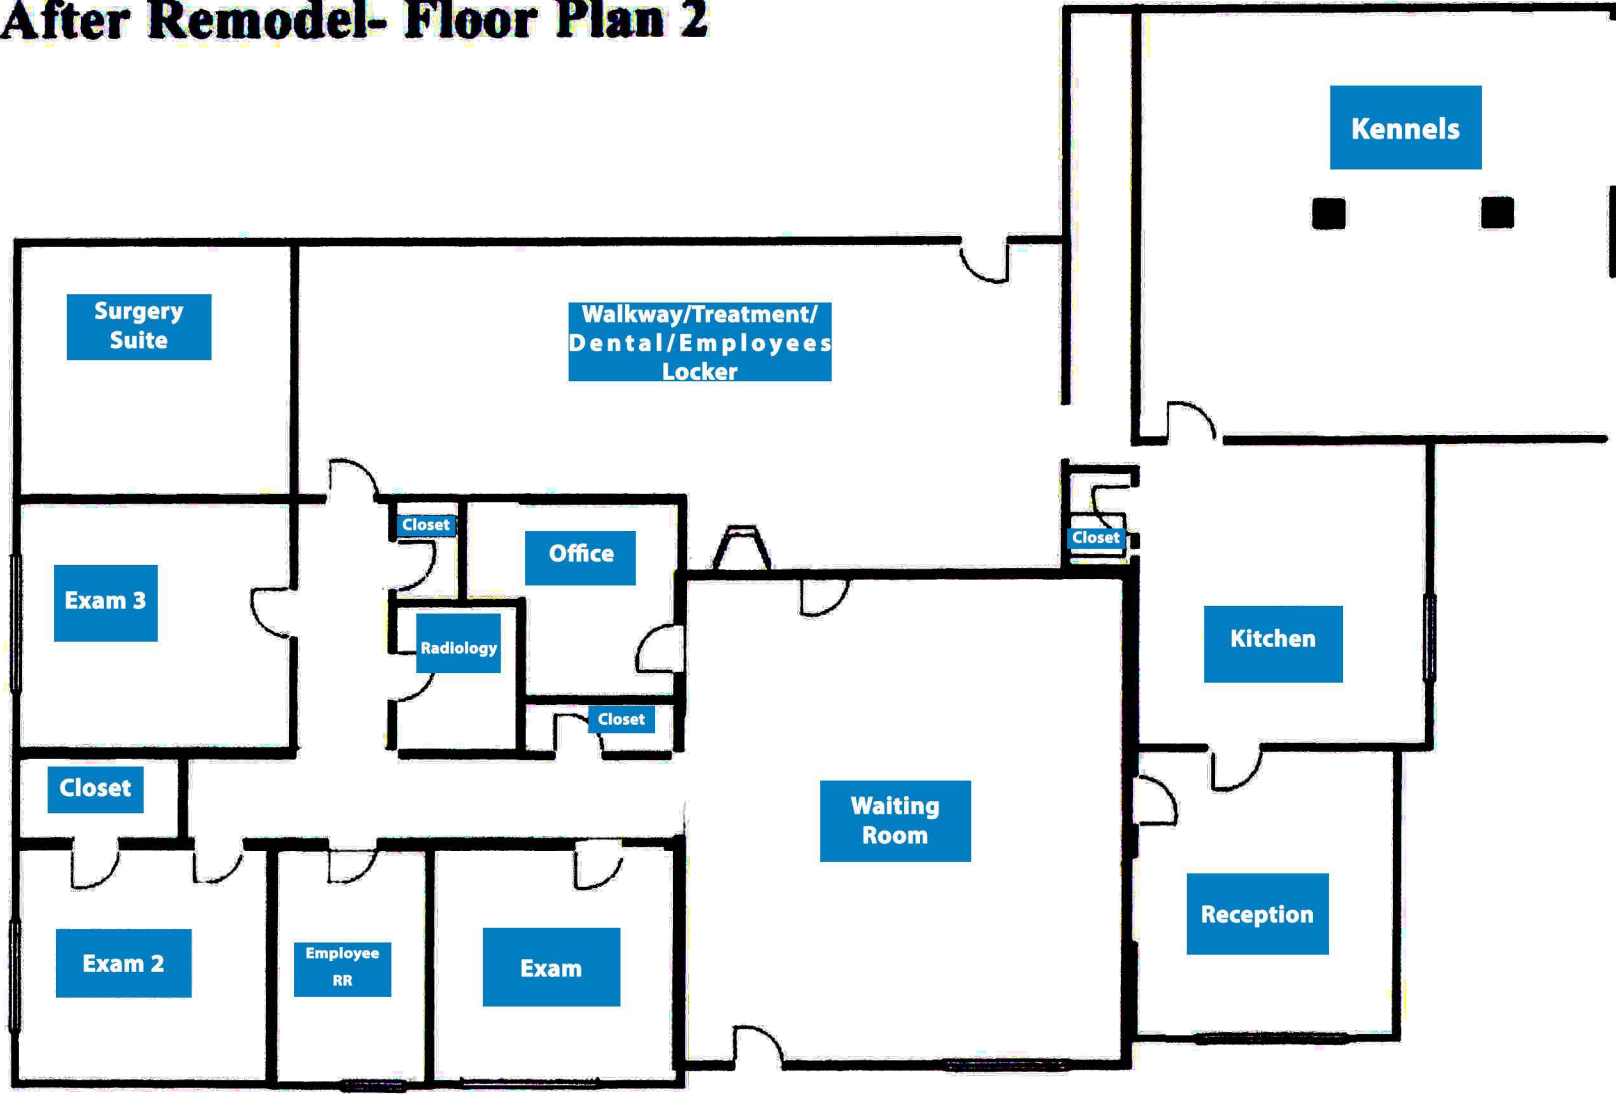 After Remodel- Floor Plan 2
Kennels
Surgery
Suite
Walkway/Treatment/
Dental/Employees
Locker
Closet
Office
Closet
Exam 3
Radiology
Kitchen
Closet
Closet
Waiting
Room
Reception
Exam 2
Employee
RR
Exam